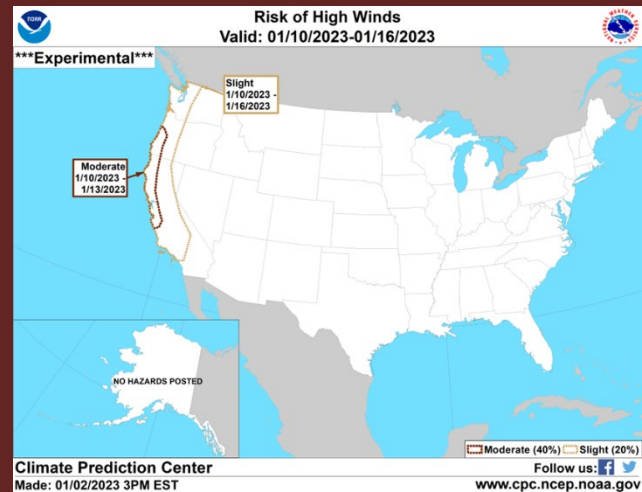 NOAA
Risk of High Winds
Valid: 01/10/2023-01/16/2023
***Experimental***
Slight
1/10/2023 -
1/16/2023
Moderate
1/10/2023 -
1/13/2023
NO HAZARDS POSTED
Moderate (40%) Slight (20%)
Climate Prediction Center
Follow us:
Made: 01/02/2023 3PM EST
www.cpc.ncep.noaa.gov